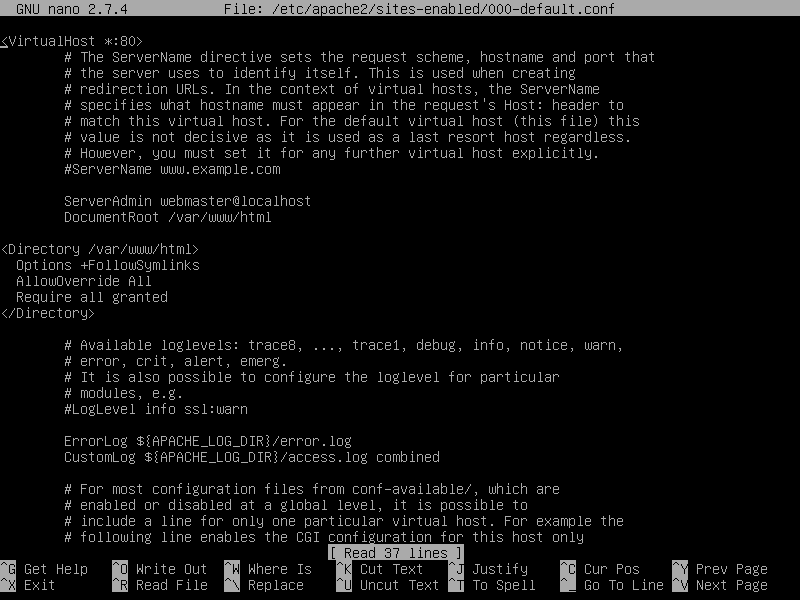 GNU nano 2.7.4 File: /etc/apache2/sites-enabled/000-default.conf
<VirtualHost *:80>
# The ServerName directive sets the request scheme, hostname and port that
# the server uses to identify itself. This is used when creating
# redirection URLs. In the context of virtual hosts, the ServerName
# specifies what hostname must appear in the request's Host: header to
# match this virtual host. For the default virtual host (this file) this
# value is not decisive as it is used as a last resort host regardless.
# However, you must set it for any further virtual host explicitly.
#ServerName www.example.com
ServerAdmin webmaster@localhost
DocumentRoot /var/www/html
<Directory /var/www/html>
Options +FollowSymlinks
AllowOverride All
Require all granted
</Directory>
# Available loglevels: trace8, ..., trace1, debug, info, notice, warn,
# error, crit, alert, emerg.
# It is also possible to configure the loglevel for particular
# modules, e.g.
#LogLevel info ssl:warn
ErrorLog ${APACHE_LOG_DIR}/error.log
CustomLog ${APACHE_LOG_DIR}/access.log combined
# For most configuration files from conf-available/, which are
# enabled or disabled at a global level, it is possible to
# include a line for only one particular virtual host. For example the
# following line enables the CGI configuration for this host only
[ Read 37 lines ]
^G Get Help ^O Write Out ^W Where Is ^K Cut Text ^J Justify ^C Cur Pos ^Y Prev Page
^X Exit ^R Read File ^\ Replace ^U Uncut Text ^T To Spell ^_ Go To Line ^V Next Page